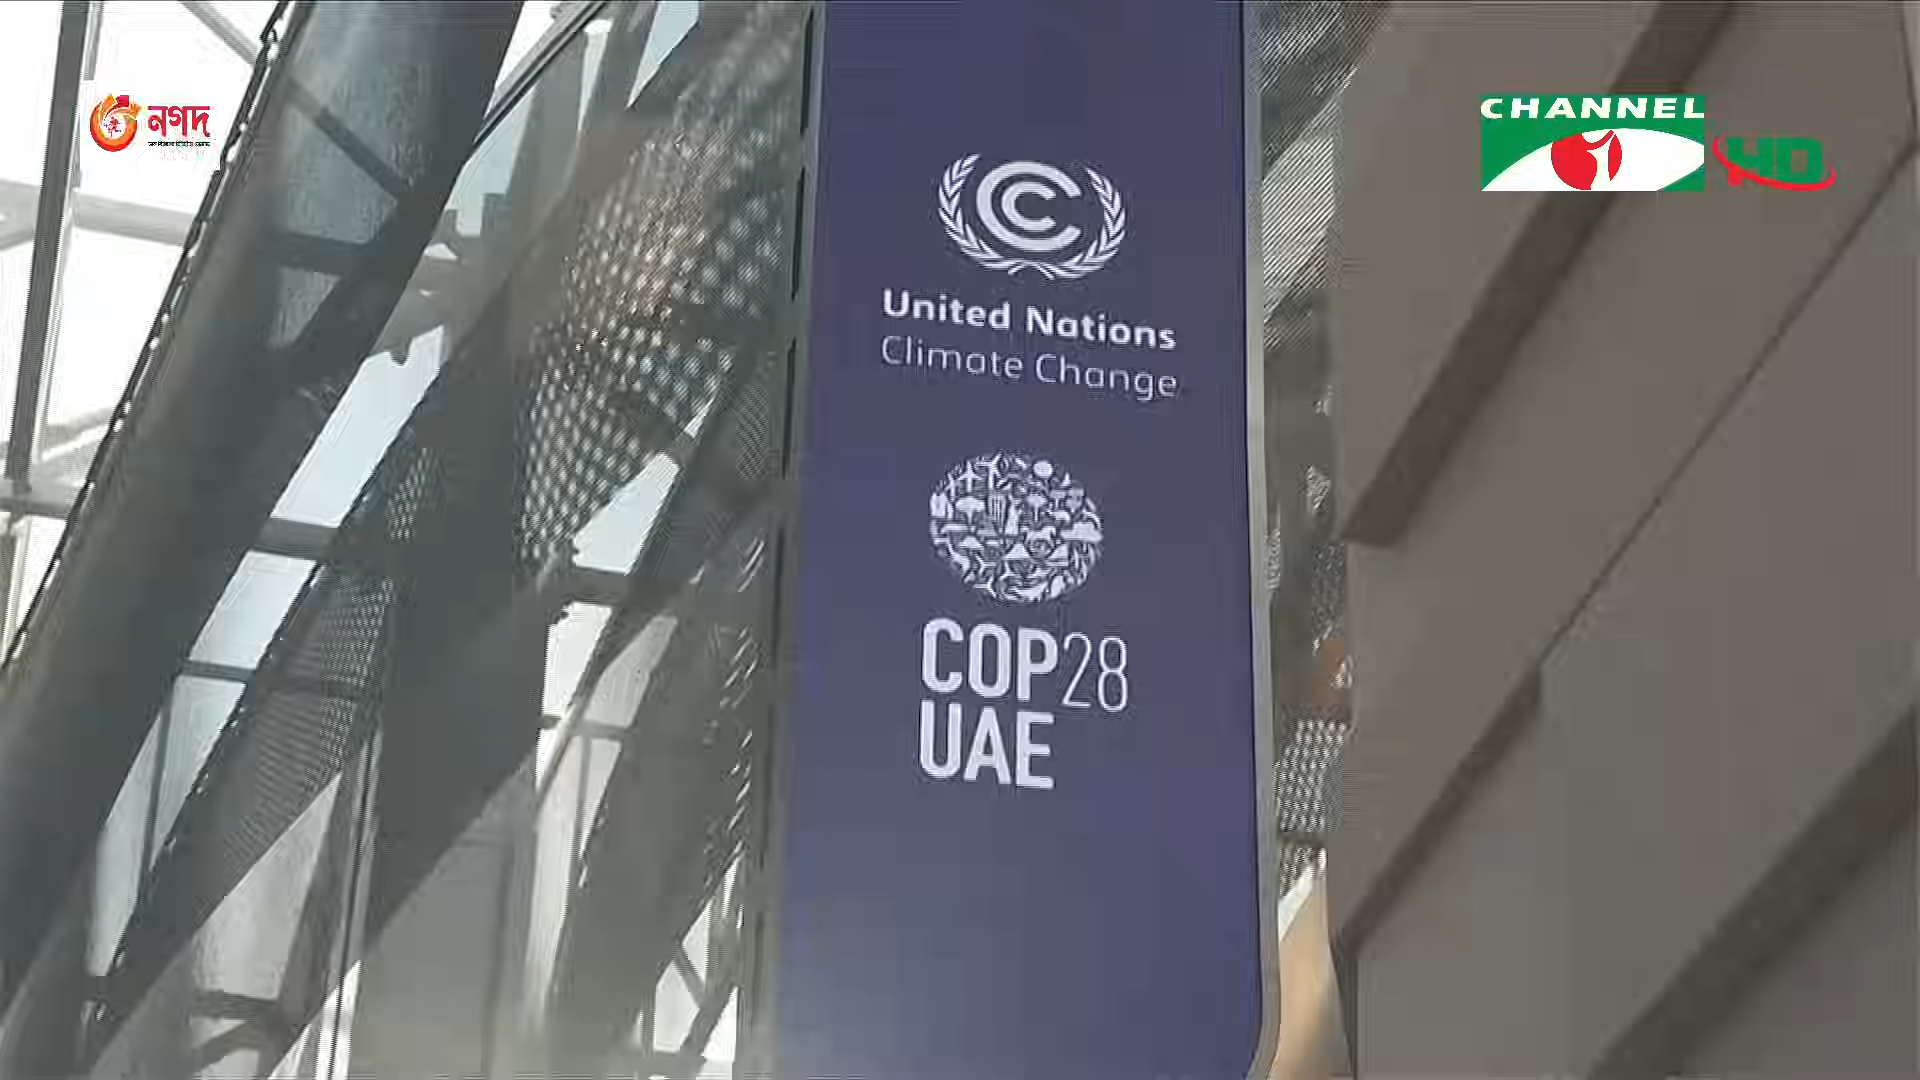 নগদ
CHANNEL
HD
United Nations
Climate Change
COP28
UAE